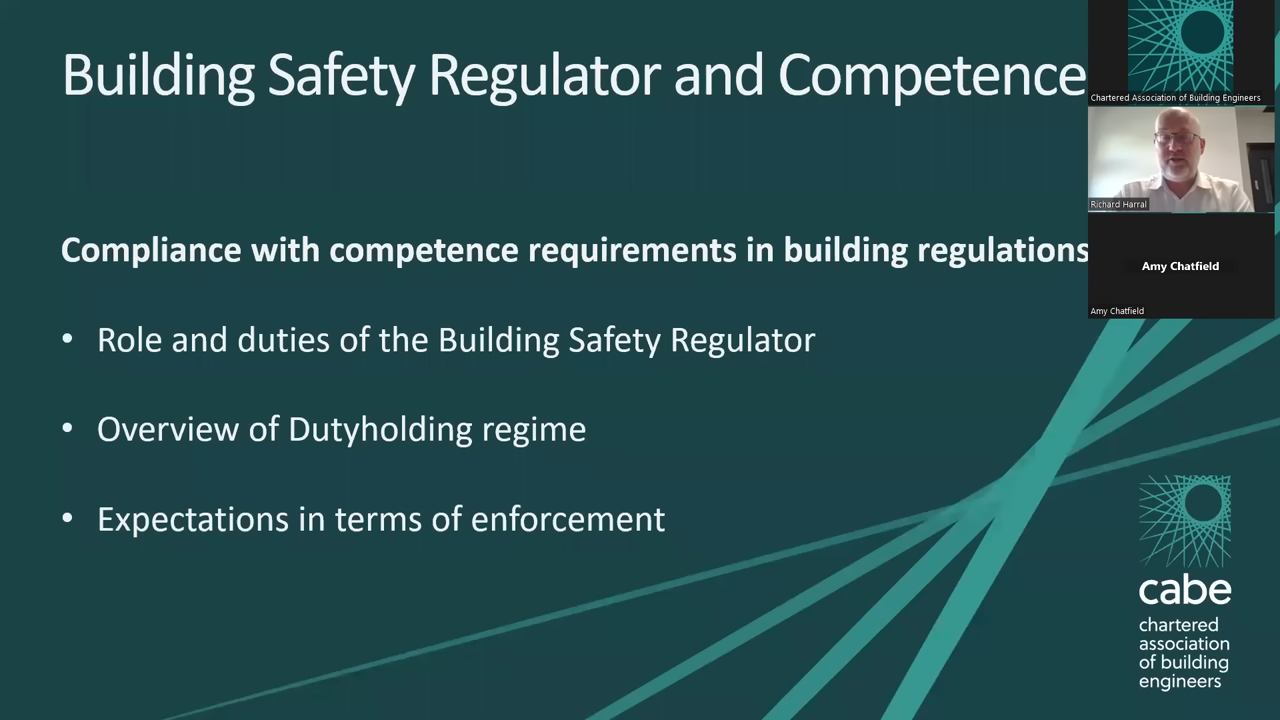 Building Safety Regulator and Competence
Compliance with competence requirements in building regulations
• Role and duties of the Building Safety Regulator
• Overview of Dutyholding regime
• Expectations in terms of enforcement
Chartered Association of Building Engineers
Richard Harral
Amy Chatfield
Amy Chatfield
cabe
chartered
association
of building
engineers